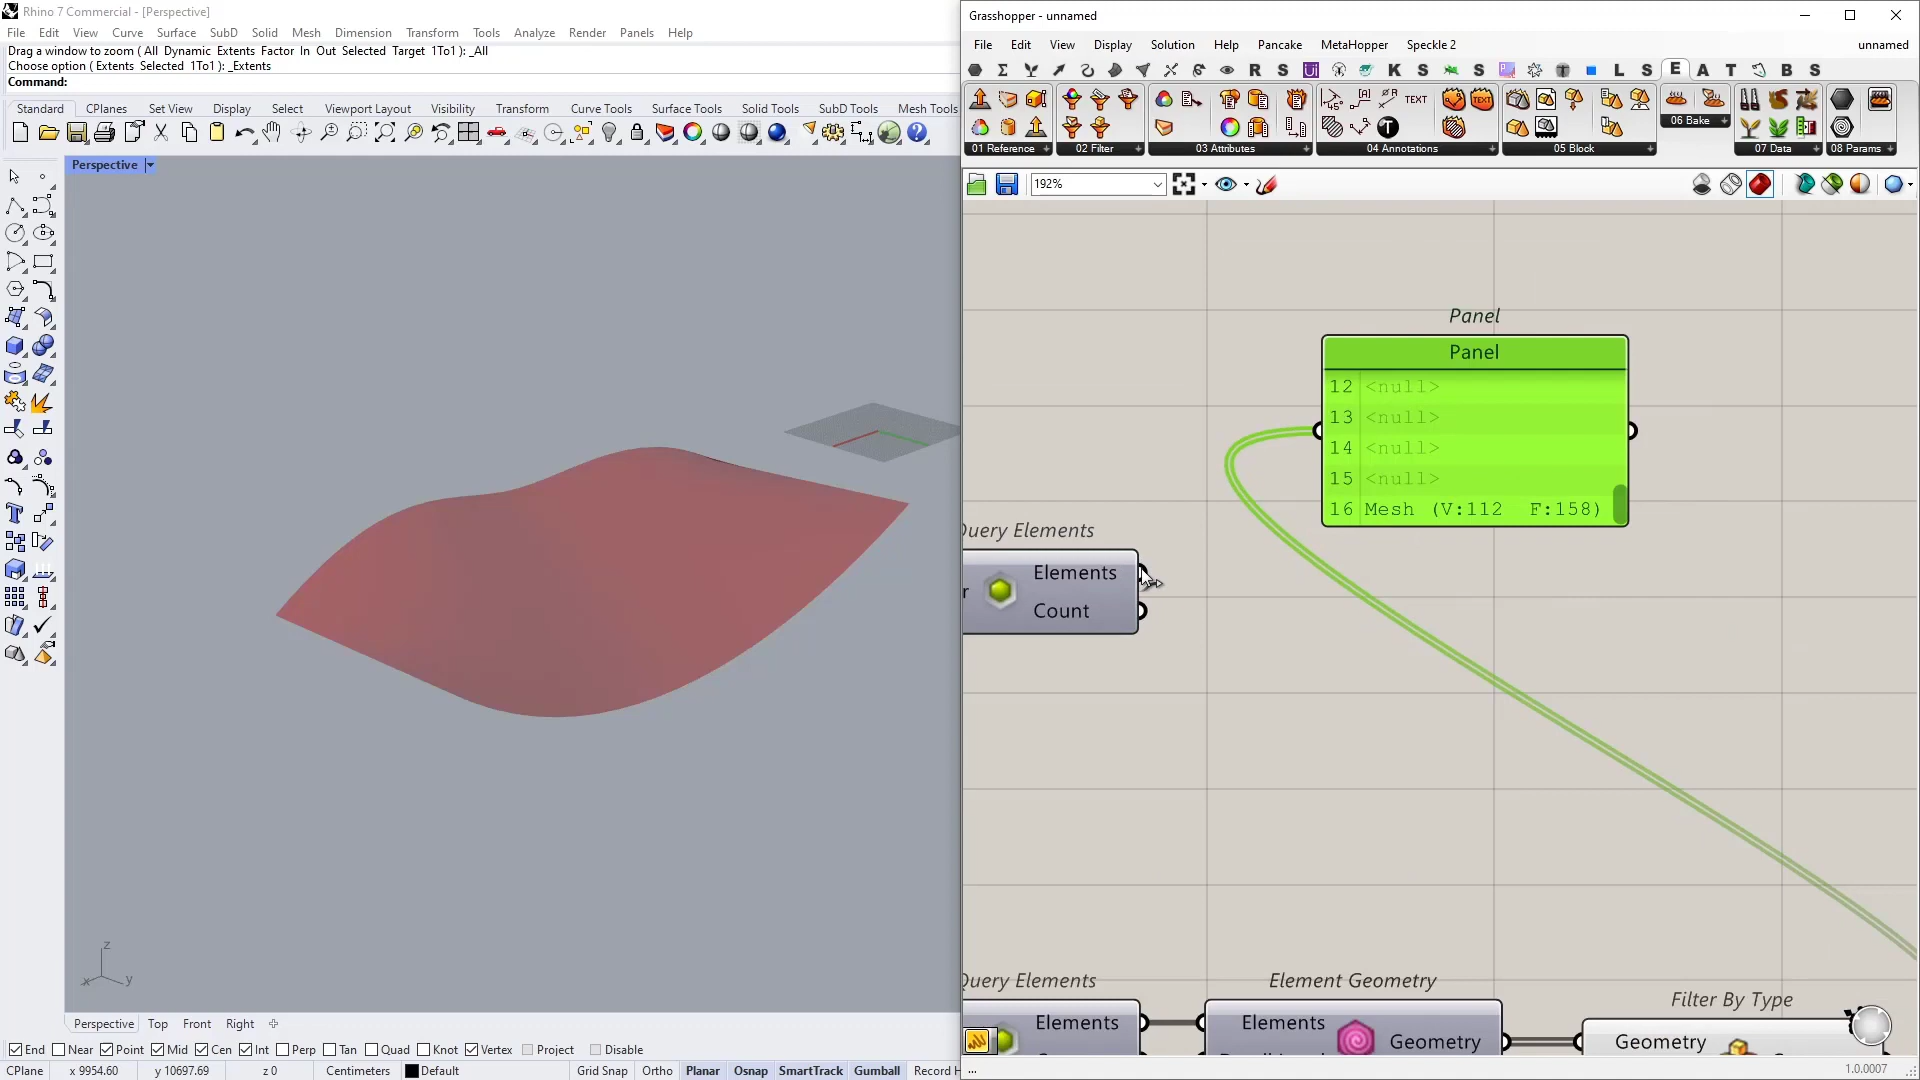 Rhino 7 Commercial - [Perspective]
File Edit View Curve Surface SubD Solid Mesh Dimension Transform Tools Analyze Render Panels Help
Drag a window to zoom ( All Dynamic Extents Factor In Out Selected Target 1To1 ): _All
Choose option ( Extents Selected 1To1 ): _Extents
Command:
Standard CPlanes Set View Display Select Viewport Layout Visibility Transform Curve Tools Surface Tools Solid Tools SubD Tools Mesh Tools
Perspective
z
x y
Perspective Top Front Right
End Near Point Mid Cen Int Perp Tan Quad Knot Vertex Project Disable
CPlane x 9954.60 y 10697.69 z 0 Centimeters Default Grid Snap Ortho Planar Osnap SmartTrack Gumball Record H
Grasshopper - unnamed
File Edit View Display Solution Help Pancake MetaHopper Speckle 2 unnamed
R S K S S L S E A T B S
TEXT TEXT
01 Reference 02 Filter 03 Attributes 04 Annotations 05 Block 06 Bake 07 Data 08 Params
192%
Panel
Panel
12 <null>
13 <null>
14 <null>
15 <null>
16 Mesh (V:112 F:158)
Query Elements
Elements
r
Count
Query Elements Element Geometry Filter By Type
Elements Elements Geometry Geometry
... 1.0.0007